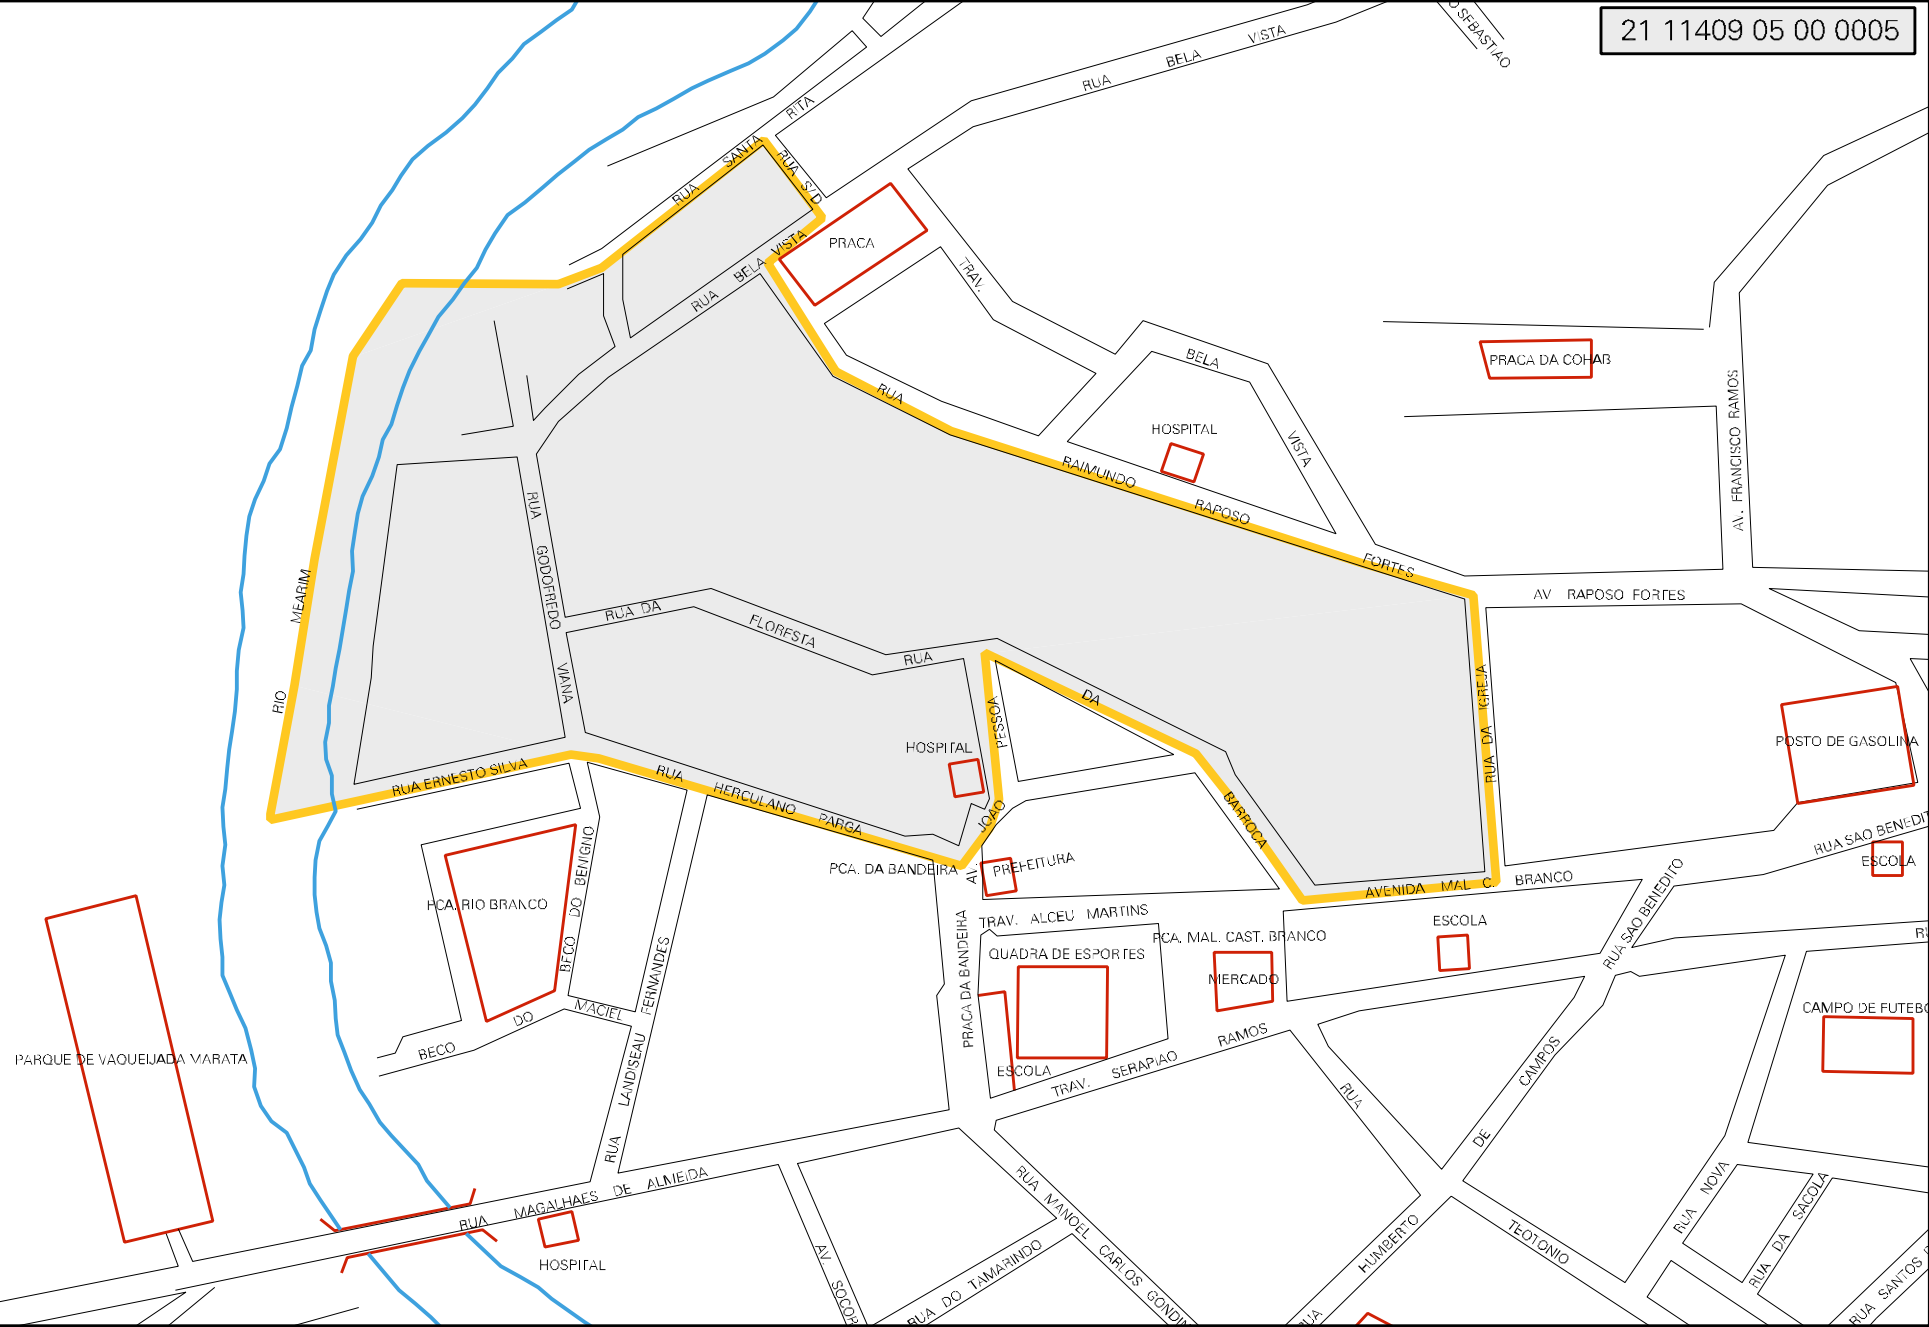 21 11409 05 00 0005
RUA BELA VISTA
RUA SANTA RITA
RUA S/D
RUA BELA VISTA
PRACA
TRAV.
BELA VISTA
PRACA DA COHAB
AV. FRANCISCO RAMOS
HOSPITAL
RUA RAIMUNDO RAPOSO FORTES
AV RAPOSO FORTES
RUA GODOFREDO VIANA
RIO MEARIM
RUA DA FLORESTA
RUA DA BARROCA
RUA DA IGREJA
POSTO DE GASOLINA
HOSPITAL
AV. JOAO PESSOA
RUA ERNESTO SILVA
RUA HERCULANO PARGA
PCA. DA BANDEIRA
PREFEITURA
AVENIDA MAL C. BRANCO
RUA SAO BENEDIT
ESCOLA
RUA SAO BENEDITO
PCA. RIO BRANCO
BECO DO BENIGNO
TRAV. ALCEU MARTINS
PCA. MAL. CAST. BRANCO
ESCOLA
QUADRA DE ESPORTES
MERCADO
PRACA DA BANDEIRA
RUA LANDISEAU FERNANDES
BECO DO MACIEL
PARQUE DE VAQUEIJADA MARATA
ESCOLA
TRAV. SERAPIAO RAMOS
CAMPO DE FUTEBO
RUA HUMBERTO DE CAMPOS
RUA TEOTONIO
RUA MAGALHAES DE ALMEIDA
HOSPITAL
RUA MANOEL CARLOS GONDIN
RUA NOVA
RUA DA SACOLA
RUA SANTOS
AV. SOCOR
RUA DO TAMARINDO
O SEBASTIAO